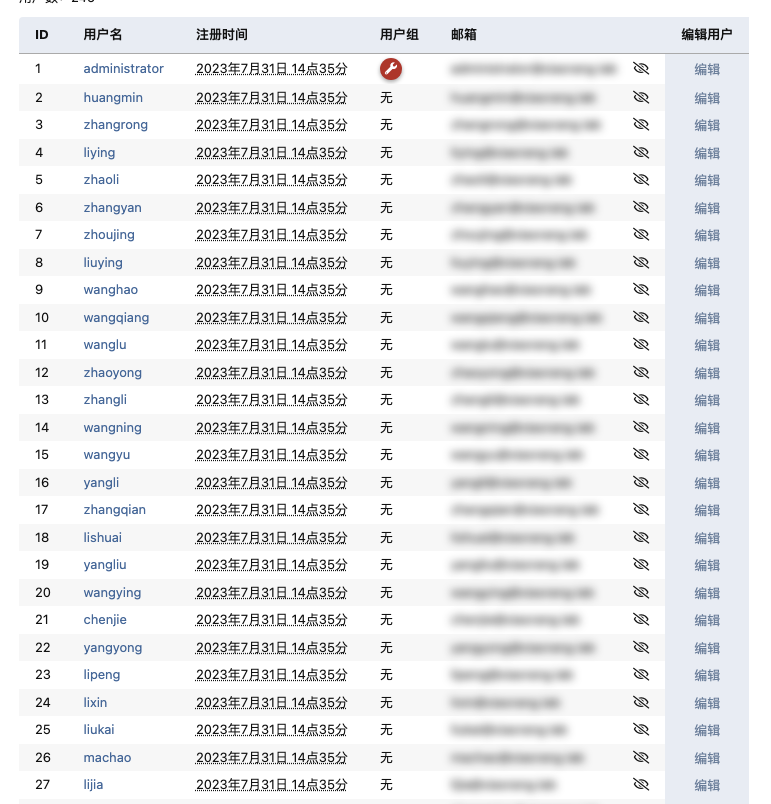 ID 用户名 注册时间 用户组 邮箱 编辑用户
1 administrator 2023年7月31日 14点35分 编辑
2 huangmin 2023年7月31日 14点35分 无 编辑
3 zhangrong 2023年7月31日 14点35分 无 编辑
4 liying 2023年7月31日 14点35分 无 编辑
5 zhaoli 2023年7月31日 14点35分 无 编辑
6 zhangyan 2023年7月31日 14点35分 无 编辑
7 zhoujing 2023年7月31日 14点35分 无 编辑
8 liuying 2023年7月31日 14点35分 无 编辑
9 wanghao 2023年7月31日 14点35分 无 编辑
10 wangqiang 2023年7月31日 14点35分 无 编辑
11 wanglu 2023年7月31日 14点35分 无 编辑
12 zhaoyong 2023年7月31日 14点35分 无 编辑
13 zhangli 2023年7月31日 14点35分 无 编辑
14 wangning 2023年7月31日 14点35分 无 编辑
15 wangyu 2023年7月31日 14点35分 无 编辑
16 yangli 2023年7月31日 14点35分 无 编辑
17 zhangqian 2023年7月31日 14点35分 无 编辑
18 lishuai 2023年7月31日 14点35分 无 编辑
19 yangliu 2023年7月31日 14点35分 无 编辑
20 wangying 2023年7月31日 14点35分 无 编辑
21 chenjie 2023年7月31日 14点35分 无 编辑
22 yangyong 2023年7月31日 14点35分 无 编辑
23 lipeng 2023年7月31日 14点35分 无 编辑
24 lixin 2023年7月31日 14点35分 无 编辑
25 liukai 2023年7月31日 14点35分 无 编辑
26 machao 2023年7月31日 14点35分 无 编辑
27 lijia 2023年7月31日 14点35分 无 编辑